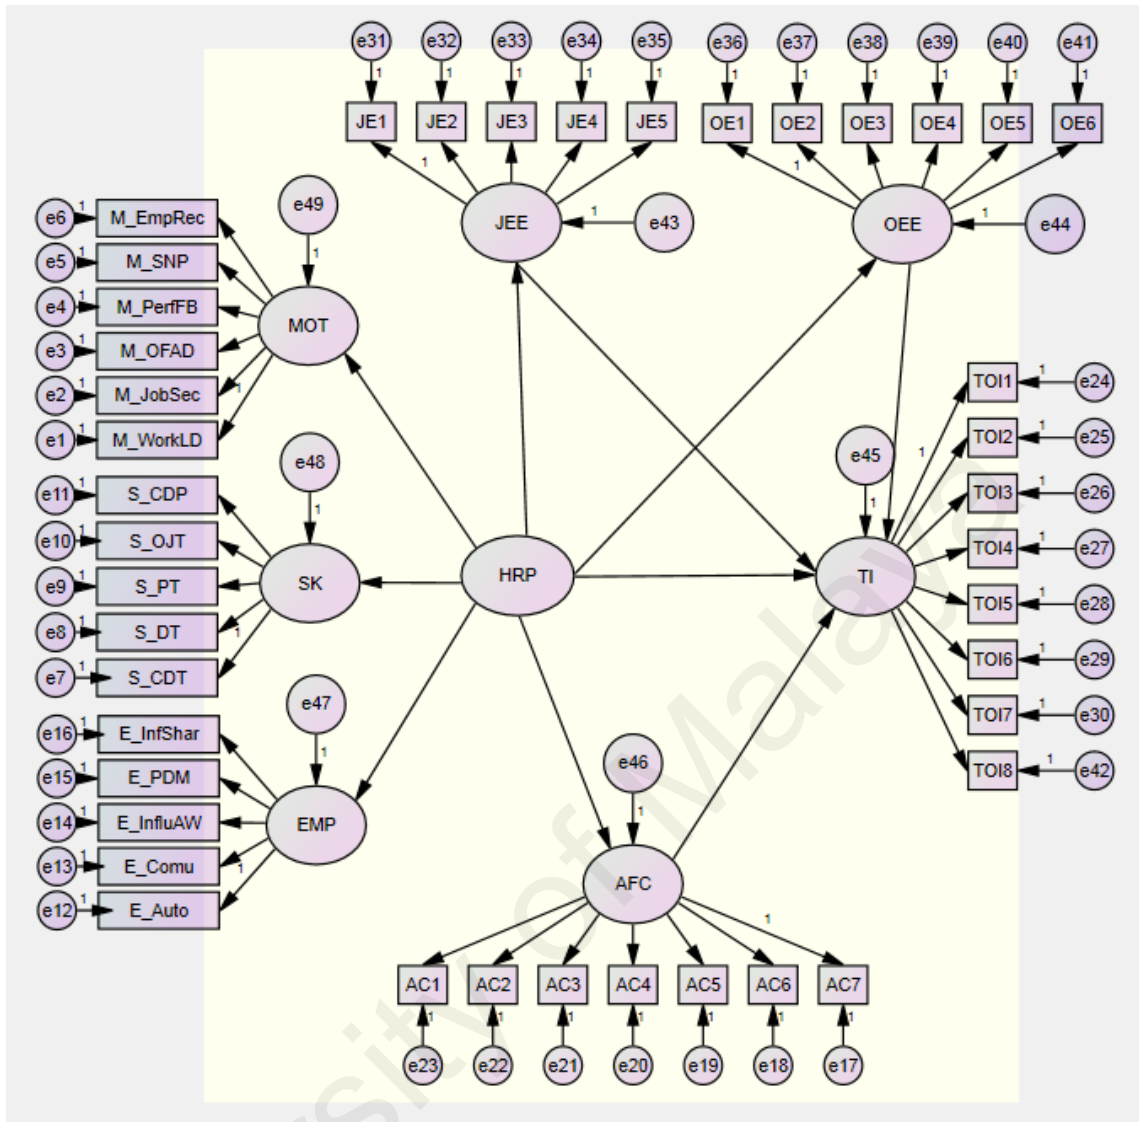 e31 e32 e33 e34 e35 e36 e37 e38 e39 e40 e41
1 1 1 1 1 1 1 1 1 1 1
JE1 JE2 JE3 JE4 JE5 OE1 OE2 OE3 OE4 OE5 OE6
1 1
e49
1
JEE 1 e43
OEE 1 e44
e6 1 M_EmpRec
e5 1 M_SNP
e4 1 M_PerfFB
e3 1 M_OFAD
e2 1 M_JobSec
e1 1 M_WorkLD
MOT
1
e48
1
e11 1 S_CDP
e10 1 S_OJT
e9 1 S_PT
e8 1 S_DT
e7 1 S_CDT
SK
1
HRP
e45
1
TI
1
TOI1 1 e24
TOI2 1 e25
TOI3 1 e26
TOI4 1 e27
TOI5 1 e28
TOI6 1 e29
TOI7 1 e30
TOI8 1 e42
e47
1
e16 1 E_InfShar
e15 1 E_PDM
e14 1 E_InfluAW
e13 1 E_Comu
e12 1 E_Auto
EMP
1
e46
1
AFC
1
AC1 AC2 AC3 AC4 AC5 AC6 AC7
1 1 1 1 1 1 1
e23 e22 e21 e20 e19 e18 e17
rsity of Malaya